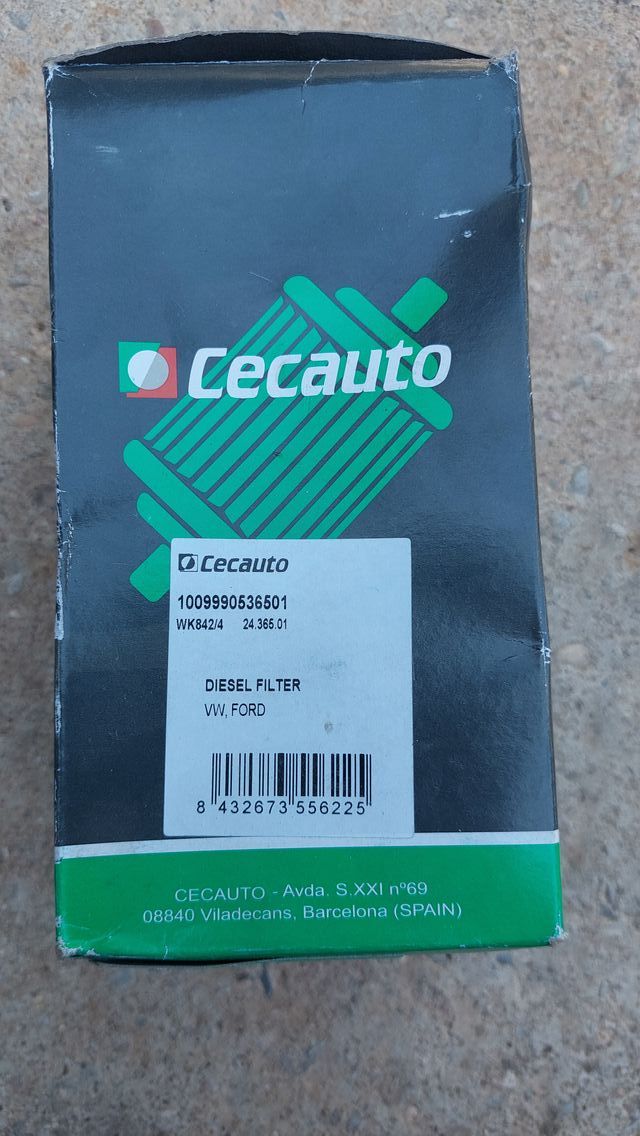 Cecauto
Cecauto
1009990536501
WK842/4 24.365.01
DIESEL FILTER
VW, FORD
8 432673 556225
CECAUTO - Avda. S.XXI nº69
08840 Viladecans, Barcelona (SPAIN)